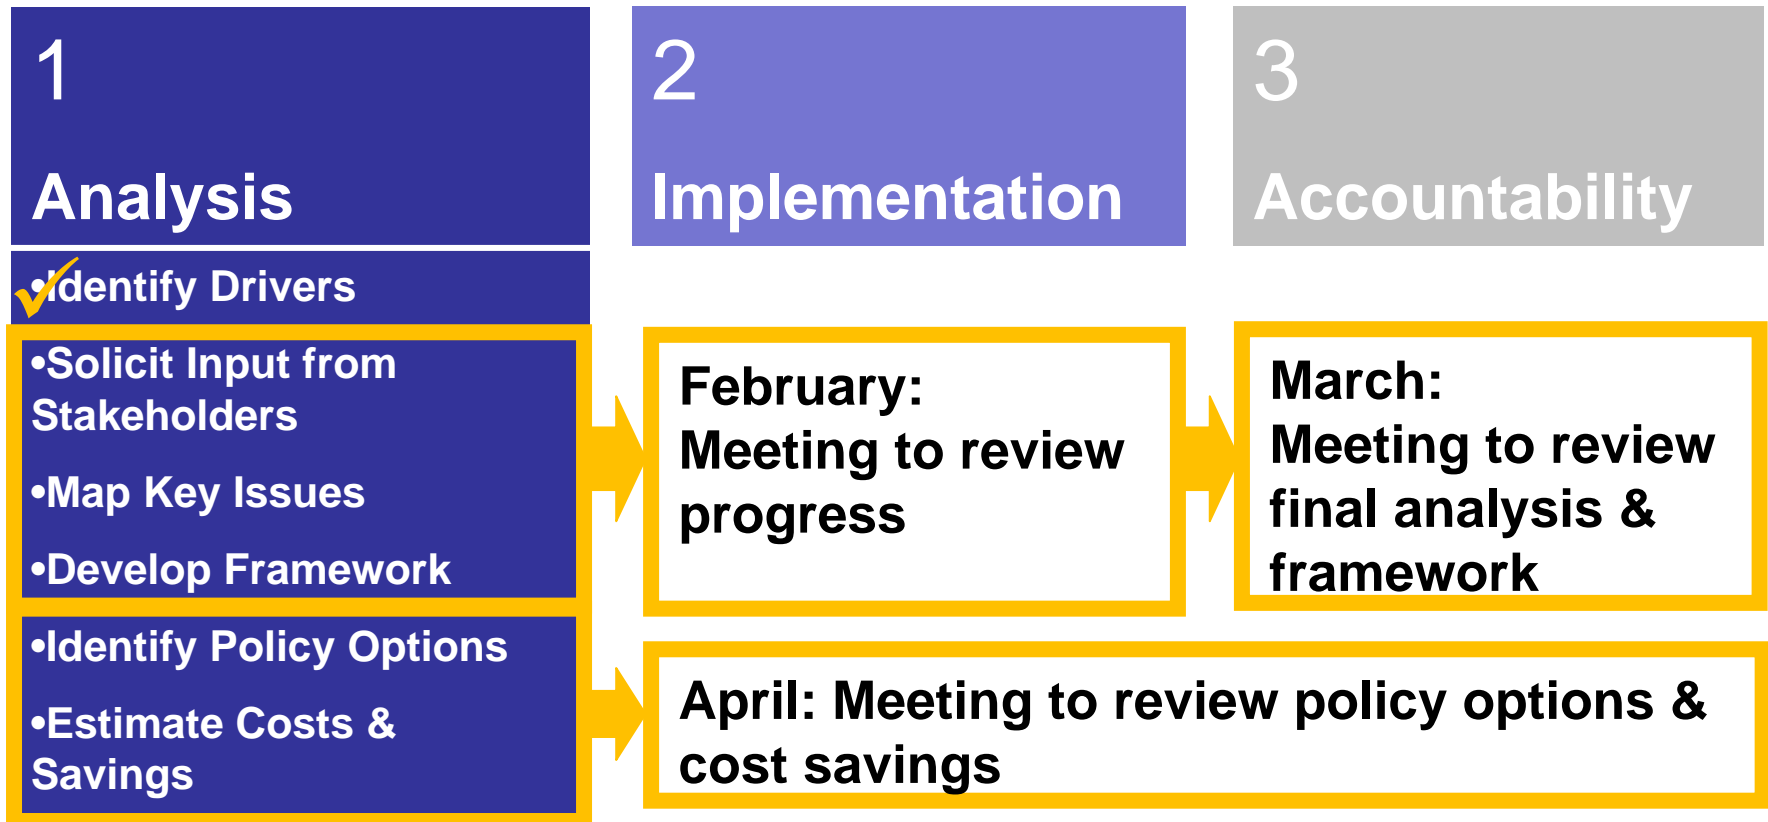 1
Analysis
2
Implementation
3
Accountability
•Identify Drivers
•Solicit Input from
Stakeholders
•Map Key Issues
•Develop Framework
•Identify Policy Options
•Estimate Costs &
Savings
February:
Meeting to review
progress
March:
Meeting to review
final analysis &
framework
April: Meeting to review policy options &
cost savings